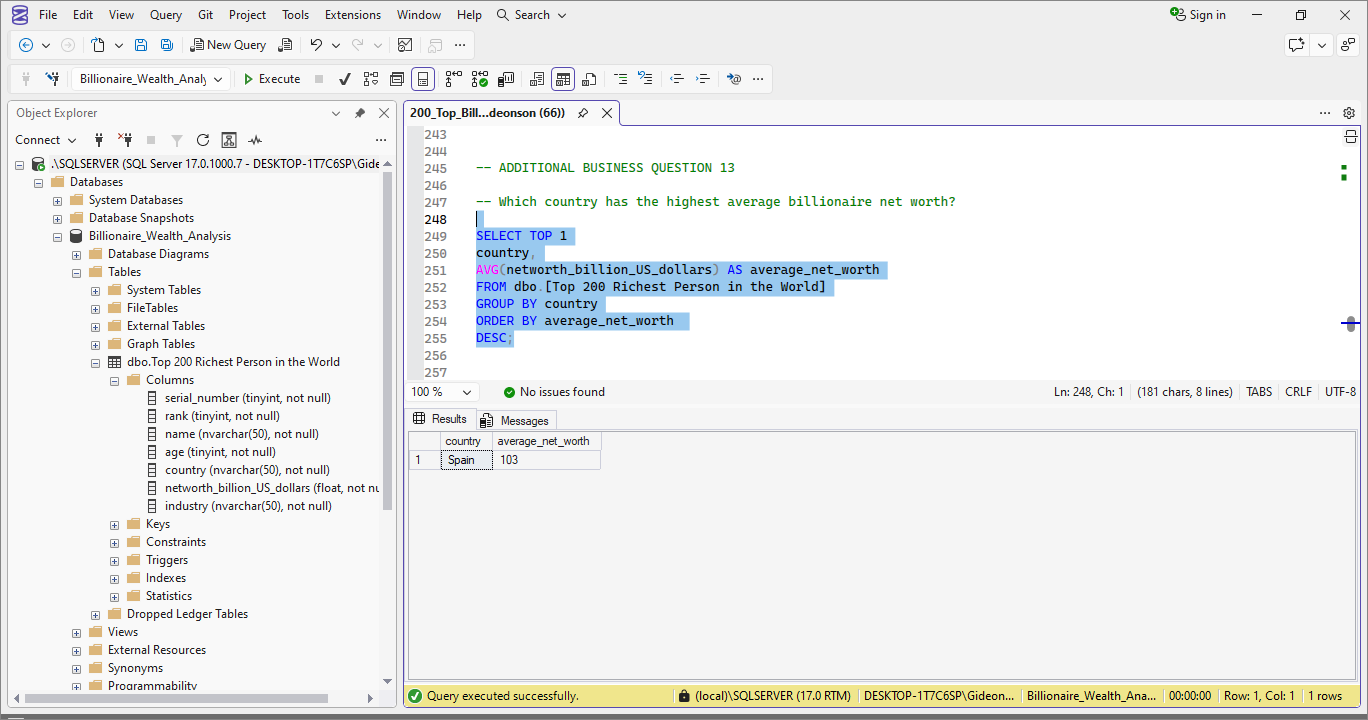 File Edit View Query Git Project Tools Extensions Window Help Search Sign in
New Query
Billionaire_Wealth_Analy Execute
Object Explorer
Connect
.\SQLSERVER (SQL Server 17.0.1000.7 - DESKTOP-1T7C6SP\Gide
Databases
System Databases
Database Snapshots
Billionaire_Wealth_Analysis
Database Diagrams
Tables
System Tables
FileTables
External Tables
Graph Tables
dbo.Top 200 Richest Person in the World
Columns
serial_number (tinyint, not null)
rank (tinyint, not null)
name (nvarchar(50), not null)
age (tinyint, not null)
country (nvarchar(50), not null)
networth_billion_US_dollars (float, not nu
industry (nvarchar(50), not null)
Keys
Constraints
Triggers
Indexes
Statistics
Dropped Ledger Tables
Views
External Resources
Synonyms
Programmability
200_Top_Bill...deonson (66))
243
244
245 -- ADDITIONAL BUSINESS QUESTION 13
246
247 -- Which country has the highest average billionaire net worth?
248
249 SELECT TOP 1
250 country,
251 AVG(networth_billion_US_dollars) AS average_net_worth
252 FROM dbo.[Top 200 Richest Person in the World]
253 GROUP BY country
254 ORDER BY average_net_worth
255 DESC;
256
257
100 % No issues found Ln: 248, Ch: 1 (181 chars, 8 lines) TABS CRLF UTF-8
Results Messages
country average_net_worth
1 Spain 103
Query executed successfully. (local)\SQLSERVER (17.0 RTM) DESKTOP-1T7C6SP\Gideon... Billionaire_Wealth_Ana... 00:00:00 Row: 1, Col: 1 1 rows